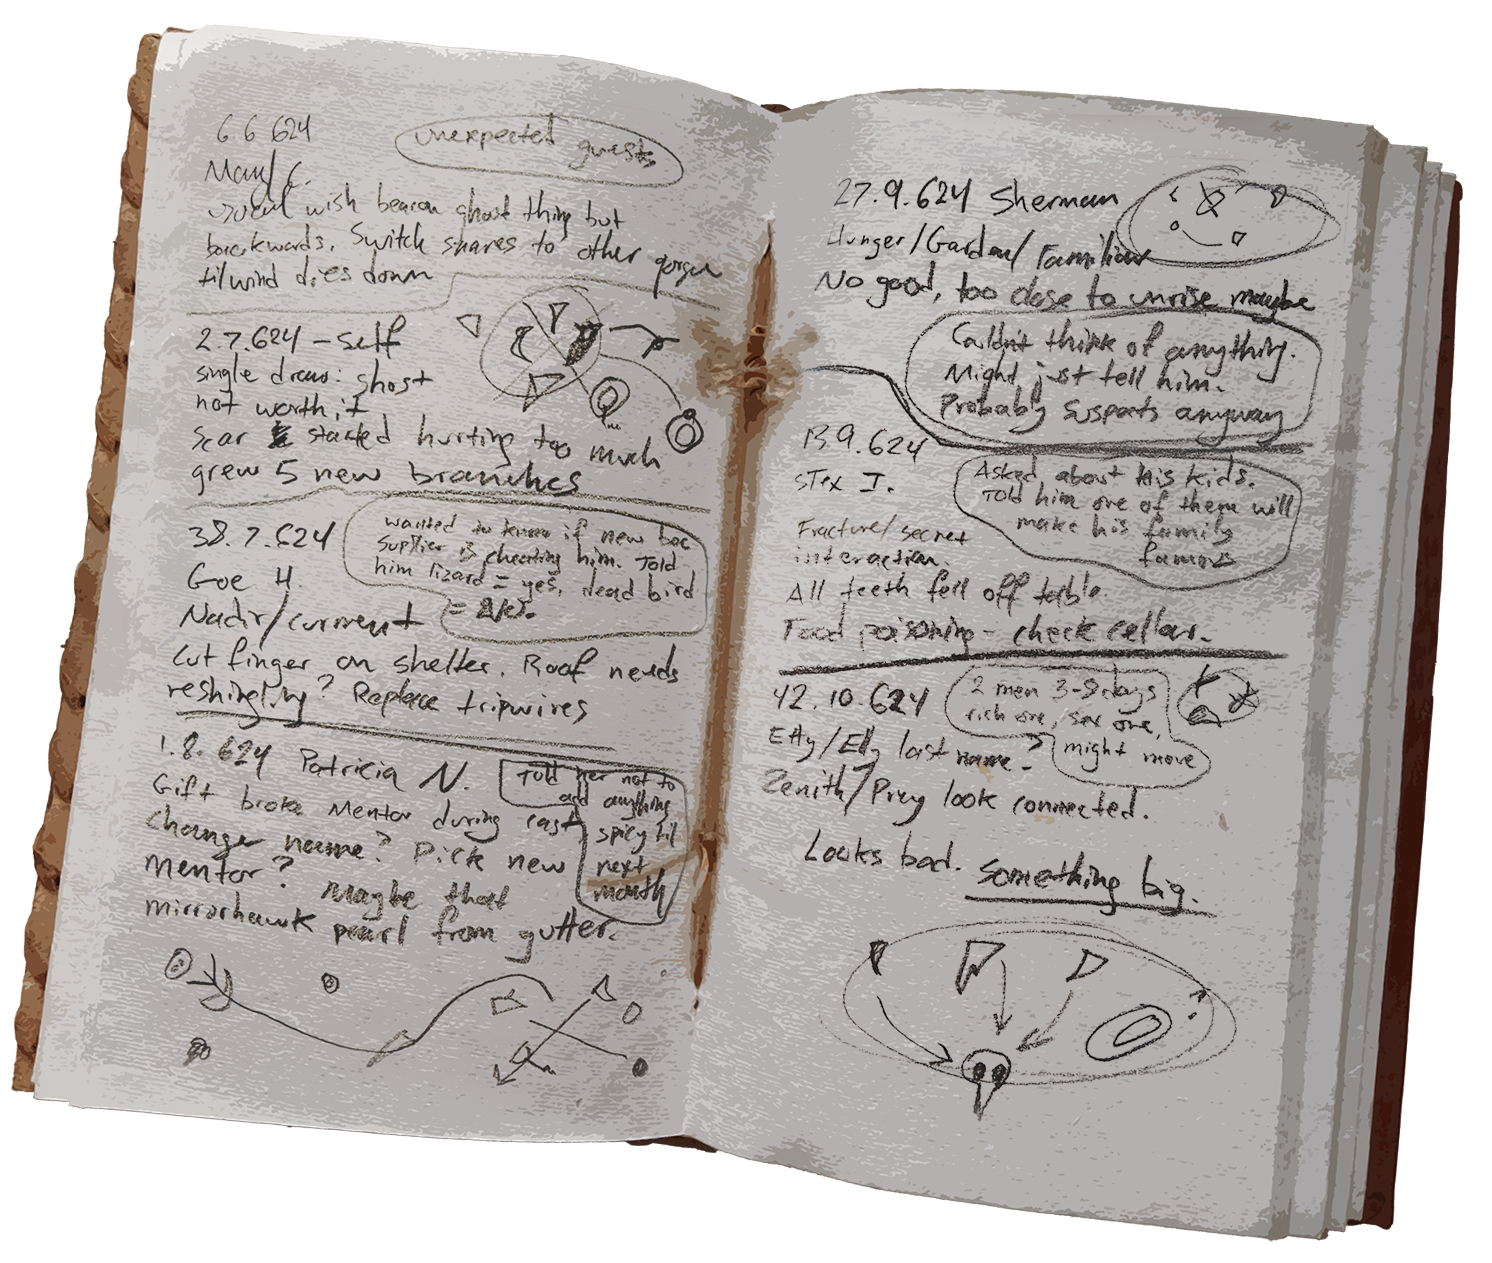 6.6 624
unexpected guests
Maud C.
usual wish beacon ghost thing but
backwards. Switch snares to other gorge
til wind dies down
2.7.624 - Self
single draw: ghost
not worth it
scar started hurting too much
grew 5 new branches
38.7.624
Goe H.
Nadir/current
wanted to know if new bac
supplier is cheating him. Told
him lizard = yes, dead bird
= no.
Cut finger on shelter. Roof needs
reshingling? Replace tripwires
1.8.624 Patricia N.
Told her not to
add anything
spicy til
next
month
Gift broke Mentor during cast
change name? Pick new
mentor? Maybe that
mirrorhawk pearl from gutter.
27.9.624 Sherman
Hunger/Garden/Familiar
No good, too close to unrise maybe
Couldn't think of anything.
Might just tell him.
Probably suspects anyway
13.9.624
sTex I.
Asked about his kids.
Told him one of them will
make his family
famous
Fracture/secret
interaction.
All teeth fell off table.
Food poisoning - check cellar.
42.10.624
2 men 3-8 days
rich one, sex one,
might move
Etty/Elly last name?
Zenith/Prey look connected.
Looks bad. Something big.